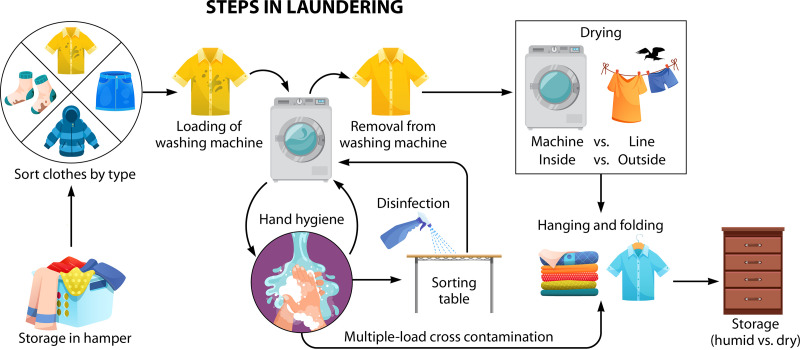 STEPS IN LAUNDERING
Sort clothes by type
Storage in hamper
Loading of
washing machine
Removal from
washing machine
Drying
Machine vs. Line
Inside vs. Outside
Hand hygiene
Disinfection
Sorting
table
Multiple-load cross contamination
Hanging and folding
Storage
(humid vs. dry)